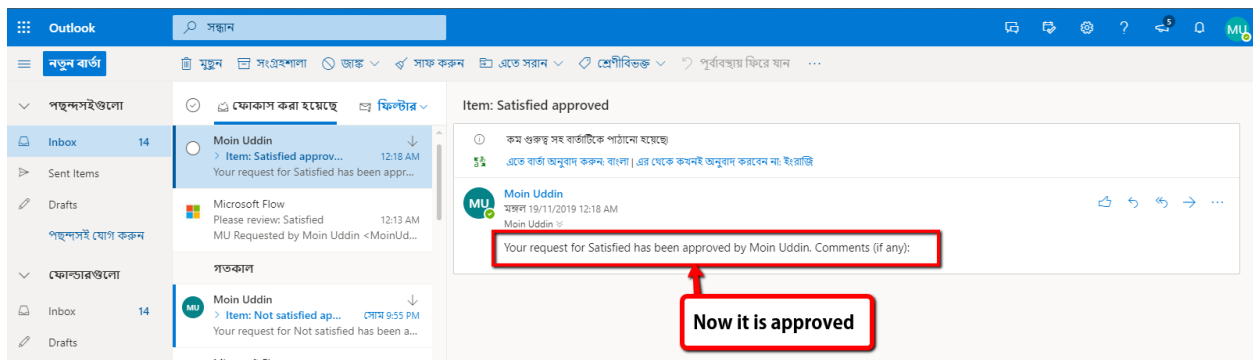 Outlook
সন্ধান
5
MU
নতুন বার্তা
মুছুন সংগ্রহশালা জাঙ্ক সাফ করুন এতে সরান শ্রেণীবিভক্ত পূর্বাবস্থায় ফিরে যান ...
পছন্দসইগুলো
Inbox 14
Sent Items
Drafts
পছন্দসই যোগ করুন
ফোল্ডারগুলো
Inbox 14
Drafts
ফোকাস করা হয়েছে ফিল্টার
Moin Uddin
> Item: Satisfied approv... 12:18 AM
Your request for Satisfied has been appr...
Microsoft Flow
Please review: Satisfied 12:13 AM
MU Requested by Moin Uddin <MoinUd...
গতকাল
MU Moin Uddin
> Item: Not satisfied ap... সোম 9:55 PM
Your request for Not satisfied has been a...
Item: Satisfied approved
কম গুরুত্ব সহ বার্তাটিকে পাঠানো হয়েছে৷
এতে বার্তা অনুবাদ করুন: বাংলা | এর থেকে কখনই অনুবাদ করবেন না: ইংরাজি
MU Moin Uddin
মঙ্গল 19/11/2019 12:18 AM
Moin Uddin
Your request for Satisfied has been approved by Moin Uddin. Comments (if any):
Now it is approved